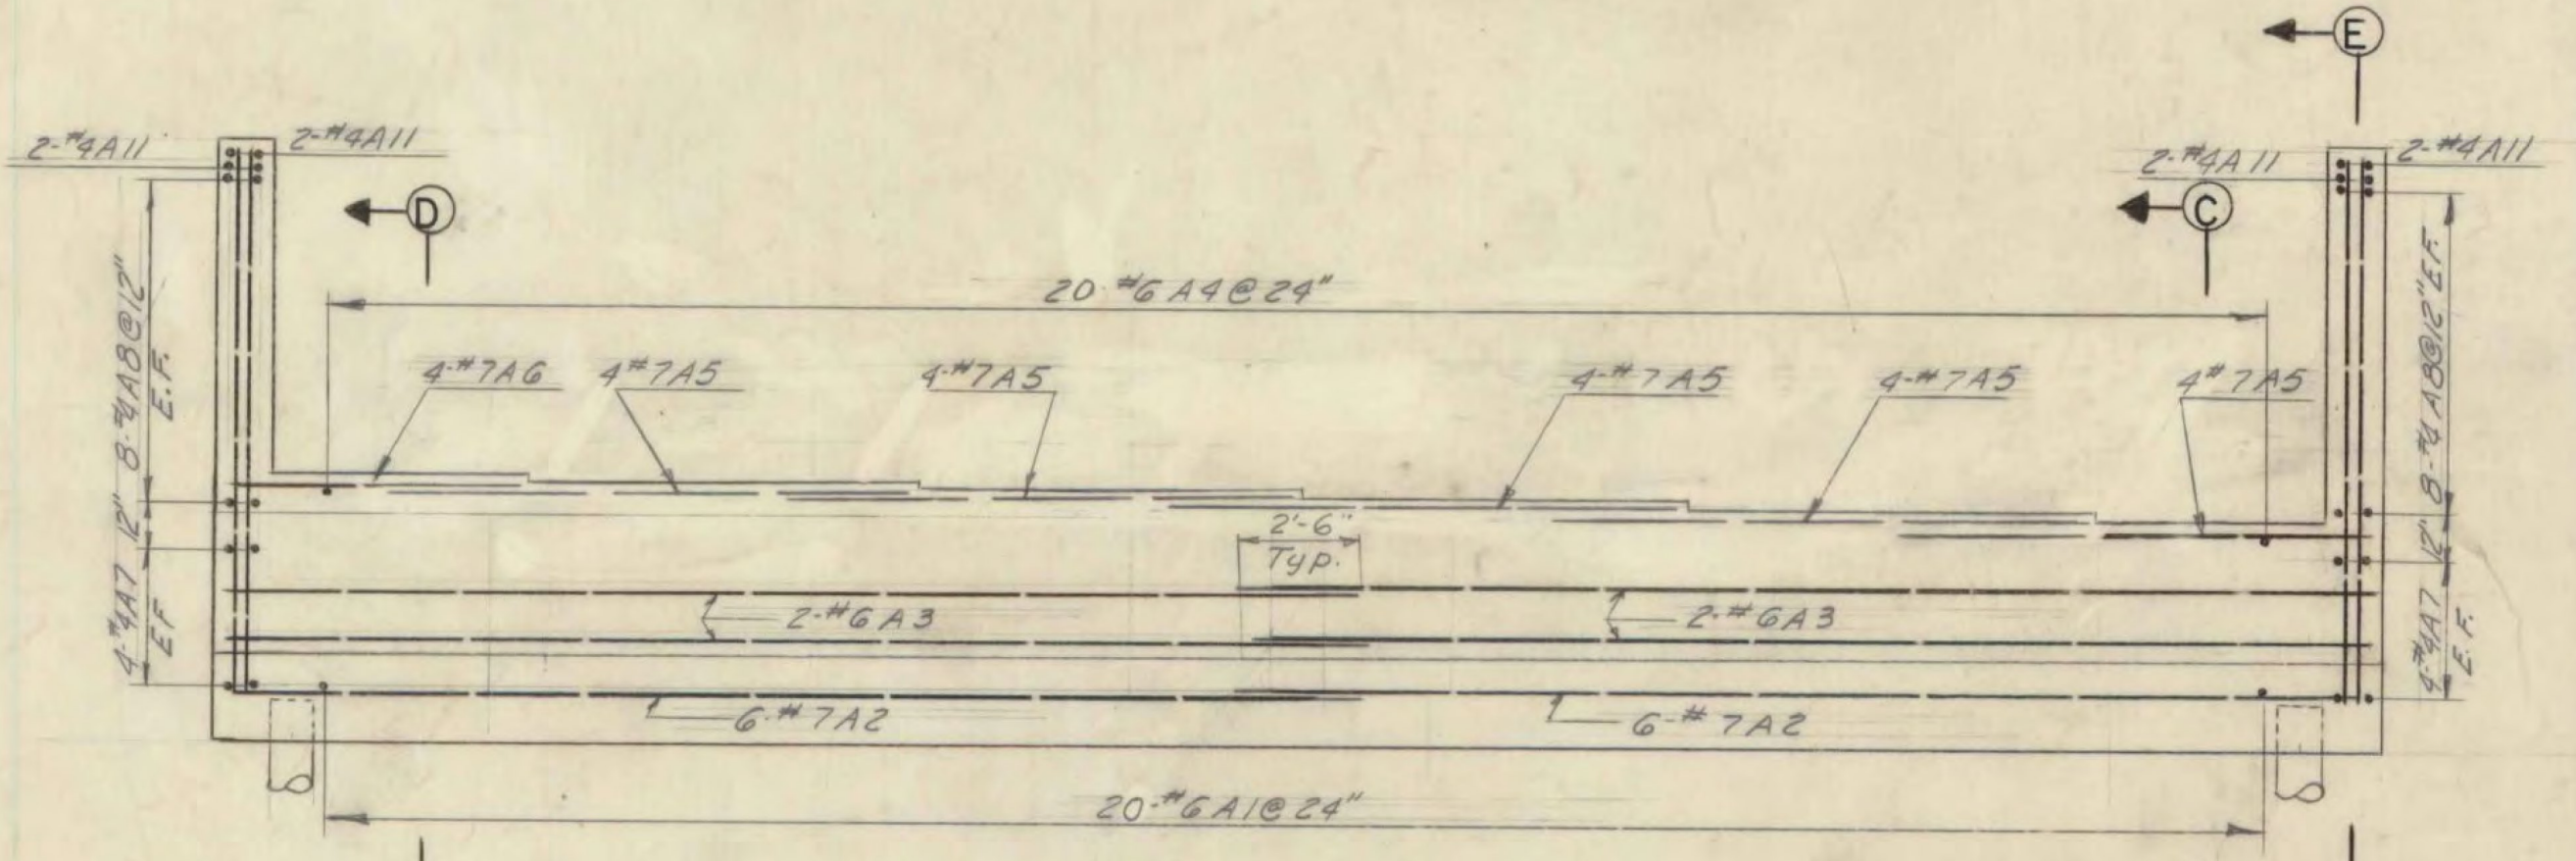 E
2-#4A11
2-#4A11
2-#4A11
2-#4A11
D
C
20-#6A4@24"
8-#4A8@12"
E.F.
8-#4A8@12"E.F.
4-#7A6
4#7A5
4-#7A5
4-#7A5
4-#7A5
4#7A5
12"
12"
2'-6"
Typ.
4-#4A7
EF
4-#4A7
E.F.
2-#6A3
2-#6A3
6-#7A2
6-#7A2
20-#6A1@24"